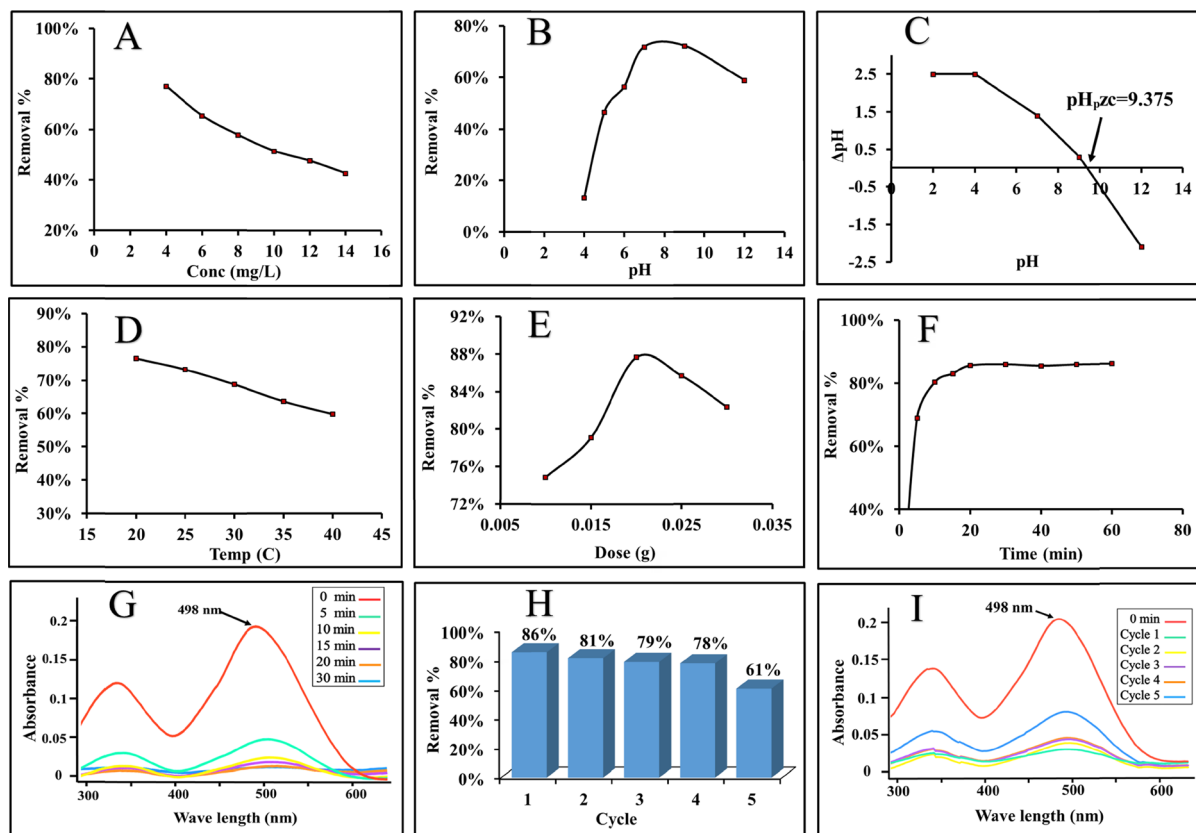 A
Removal %
100%
80%
60%
40%
20%
0 2 4 6 8 10 12 14 16
Conc (mg/L)
B
Removal %
80%
60%
40%
20%
0%
0 2 4 6 8 10 12 14
pH
C
ΔpH
2.5
1.5
0.5
-0.5
-1.5
-2.5
0 2 4 6 8 10 12 14
pHpzc=9.375
pH
D
Removal %
90%
80%
70%
60%
50%
40%
30%
15 20 25 30 35 40 45
Temp (C)
E
Removal %
92%
88%
84%
80%
76%
72%
0.005 0.015 0.025 0.035
Dose (g)
F
Removal %
100%
80%
60%
40%
0 20 40 60 80
Time (min)
G
498 nm
0 min
5 min
10 min
15 min
20 min
30 min
Absorbance
0.2
0.15
0.1
0.05
0
300 400 500 600
Wave length (nm)
H
Removal %
100%
80%
60%
40%
20%
0%
86% 81% 79% 78% 61%
1 2 3 4 5
Cycle
I
498 nm
0 min
Cycle 1
Cycle 2
Cycle 3
Cycle 4
Cycle 5
Absorbance
0.2
0.15
0.1
0.05
0
300 400 500 600
Wave length (nm)